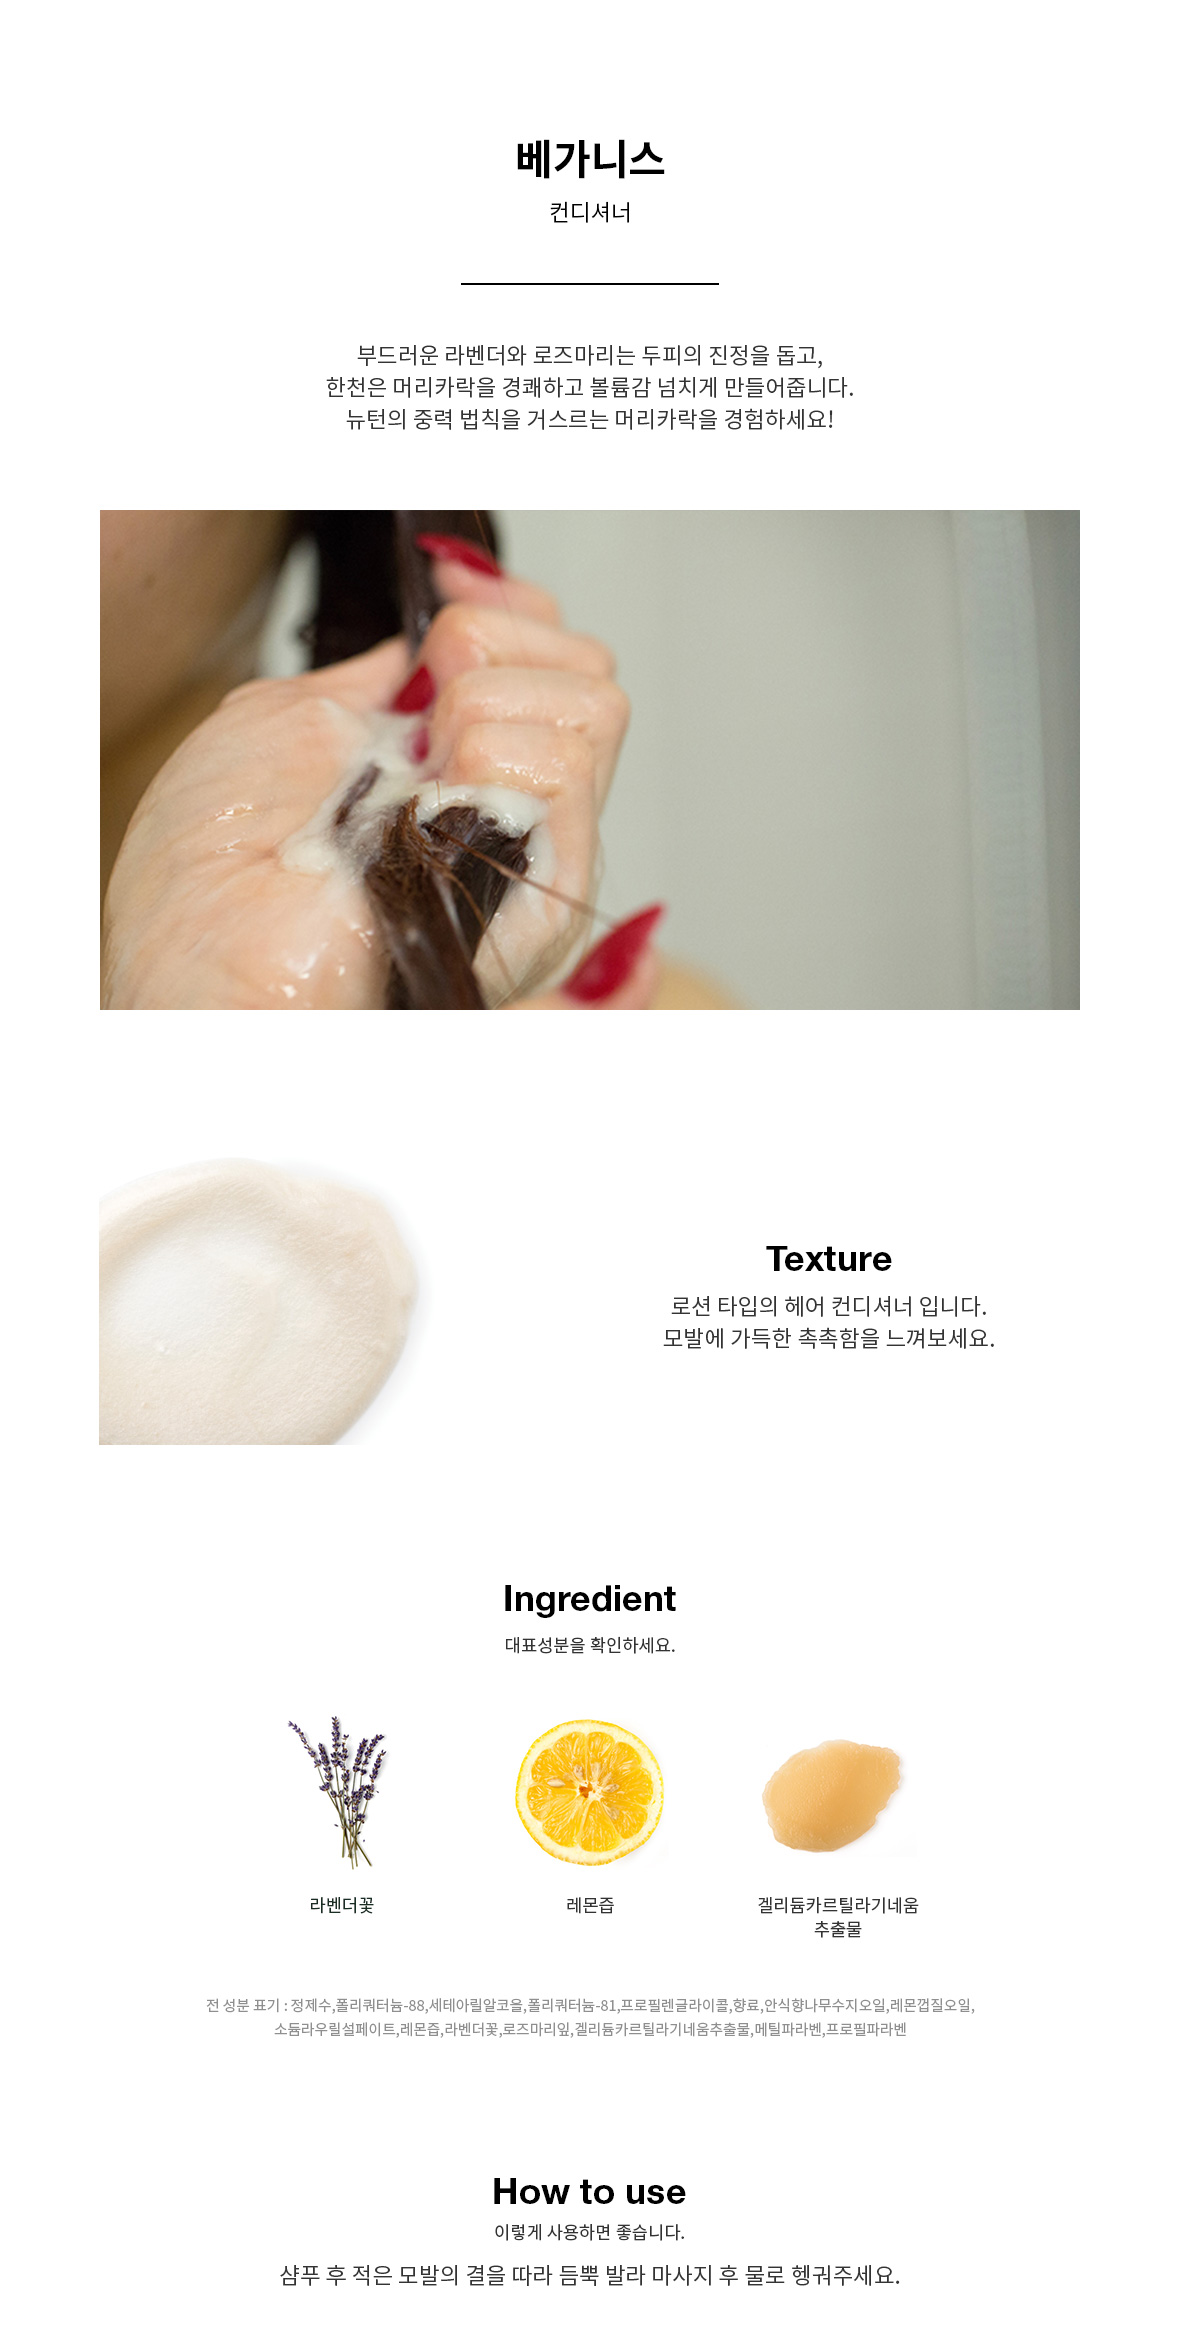 베가니스
컨디셔너
부드러운 라벤더와 로즈마리는 두피의 진정을 돕고,
한천은 머리카락을 경쾌하고 볼륨감 넘치게 만들어줍니다.
뉴턴의 중력 법칙을 거스르는 머리카락을 경험하세요!
Texture
로션 타입의 헤어 컨디셔너 입니다.
모발에 가득한 촉촉함을 느껴보세요.
Ingredient
대표성분을 확인하세요.
라벤더꽃
레몬즙
겔리듐카르틸라기네움
추출물
전 성분 표기 : 정제수,폴리쿼터늄-88,세테아릴알코올,폴리쿼터늄-81,프로필렌글라이콜,향료,안식향나무수지오일,레몬껍질오일,
소듐라우릴설페이트,레몬즙,라벤더꽃,로즈마리잎,겔리듐카르틸라기네움추출물,메틸파라벤,프로필파라벤
How to use
이렇게 사용하면 좋습니다.
샴푸 후 적은 모발의 결을 따라 듬뿍 발라 마사지 후 물로 헹궈주세요.